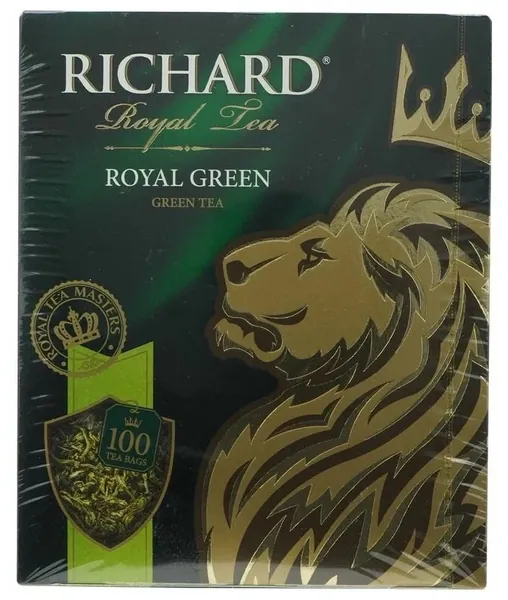 RICHARD®
Royal Tea
ROYAL GREEN
GREEN TEA
ROYAL TEA MASTERS
100
TEA BAGS